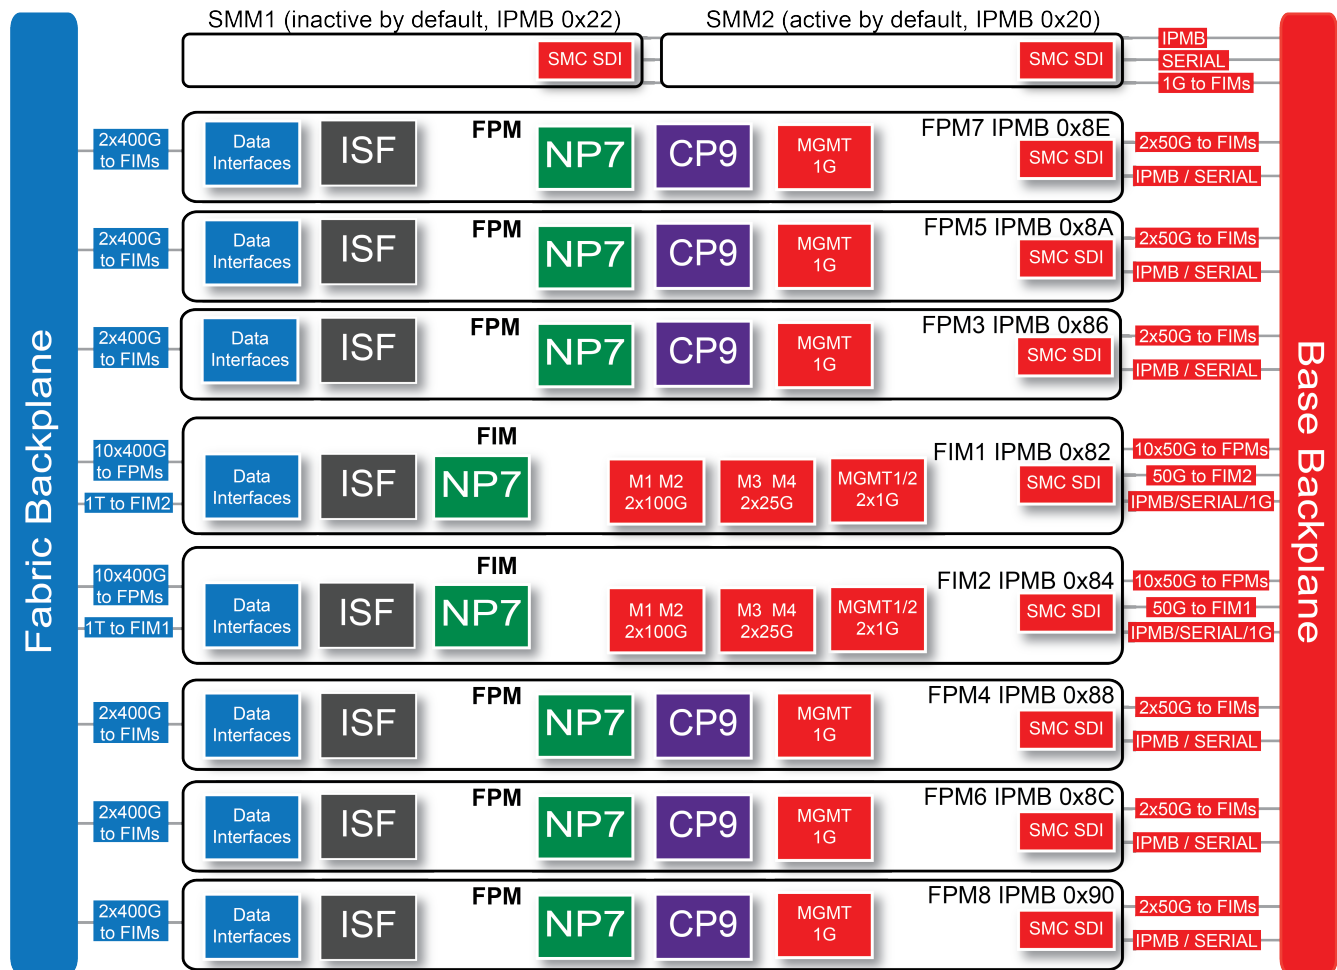 SMM1 (inactive by default, IPMB 0x22)
SMM2 (active by default, IPMB 0x20)
SMC SDI
SMC SDI
IPMB
SERIAL
1G to FIMs
Fabric Backplane
Base Backplane
2x400G
to FIMs
Data
Interfaces
ISF
FPM
NP7
CP9
MGMT
1G
FPM7 IPMB 0x8E
SMC SDI
2x50G to FIMs
IPMB / SERIAL
2x400G
to FIMs
Data
Interfaces
ISF
FPM
NP7
CP9
MGMT
1G
FPM5 IPMB 0x8A
SMC SDI
2x50G to FIMs
IPMB / SERIAL
2x400G
to FIMs
Data
Interfaces
ISF
FPM
NP7
CP9
MGMT
1G
FPM3 IPMB 0x86
SMC SDI
2x50G to FIMs
IPMB / SERIAL
10x400G
to FPMs
1T to FIM2
Data
Interfaces
ISF
FIM
NP7
M1 M2
2x100G
M3 M4
2x25G
MGMT1/2
2x1G
FIM1 IPMB 0x82
SMC SDI
10x50G to FPMs
50G to FIM2
IPMB/SERIAL/1G
10x400G
to FPMs
1T to FIM1
Data
Interfaces
ISF
FIM
NP7
M1 M2
2x100G
M3 M4
2x25G
MGMT1/2
2x1G
FIM2 IPMB 0x84
SMC SDI
10x50G to FPMs
50G to FIM1
IPMB/SERIAL/1G
2x400G
to FIMs
Data
Interfaces
ISF
FPM
NP7
CP9
MGMT
1G
FPM4 IPMB 0x88
SMC SDI
2x50G to FIMs
IPMB / SERIAL
2x400G
to FIMs
Data
Interfaces
ISF
FPM
NP7
CP9
MGMT
1G
FPM6 IPMB 0x8C
SMC SDI
2x50G to FIMs
IPMB / SERIAL
2x400G
to FIMs
Data
Interfaces
ISF
FPM
NP7
CP9
MGMT
1G
FPM8 IPMB 0x90
SMC SDI
2x50G to FIMs
IPMB / SERIAL